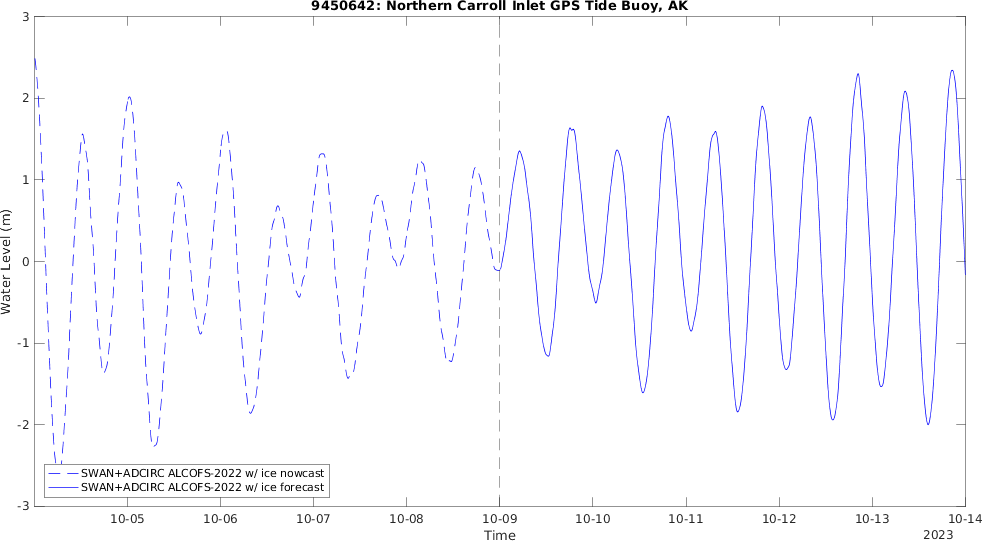 9450642: Northern Carroll Inlet GPS Tide Buoy, AK
3
2
1
0
-1
-2
-3
Water Level (m)
SWAN+ADCIRC ALCOFS-2022 w/ ice nowcast
SWAN+ADCIRC ALCOFS-2022 w/ ice forecast
10-05 10-06 10-07 10-08 10-09 10-10 10-11 10-12 10-13 10-14
Time
2023